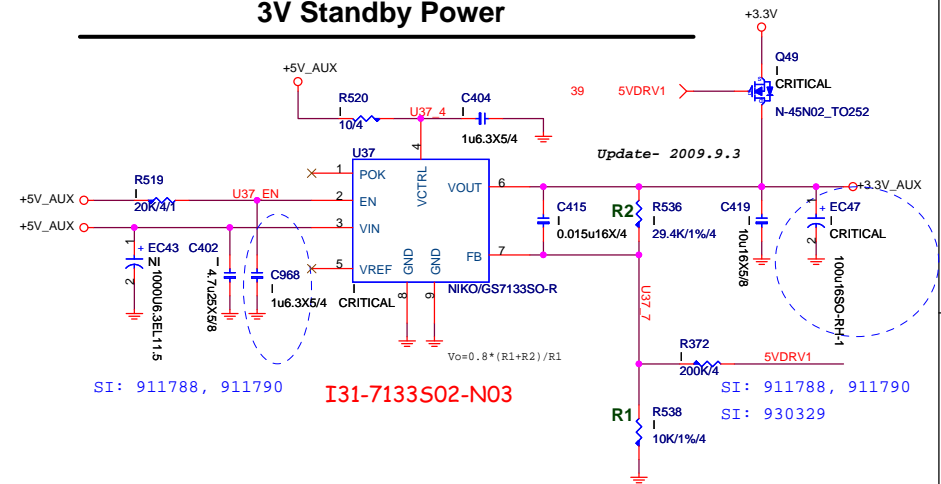 3V Standby Power
+3.3V
Q49
I
CRITICAL
39 5VDRV1
N-45N02_TO252
+5V_AUX
R520
I
10/4
U37_4
C404
I
1u6.3X5/4
Update- 2009.9.3
U37
1 POK
2 EN
3 VIN
5 VREF
4
VCTRL
VOUT 6
FB 7
GND
GND
8
9
NIKO/GS7133SO-R
I
CRITICAL
+5V_AUX
R519
I
20K/4/1
U37_EN
+5V_AUX
1
+ EC43
NI
2
1000U6.3EL11.5
C402
I
4.7u25X5/8
C968
I
1u6.3X5/4
C415
I
0.015u16X/4
R2
R536
I
29.4K/1%/4
C419
I
10u16X5/8
+3.3V_AUX
1
+ EC47
I
CRITICAL
2
100u16SO-RH-1
U37_7
Vo=0.8*(R1+R2)/R1
R372
I
200K/4
5VDRV1
SI: 911788, 911790
I31-7133S02-N03
SI: 911788, 911790
SI: 930329
R1
R538
I
10K/1%/4